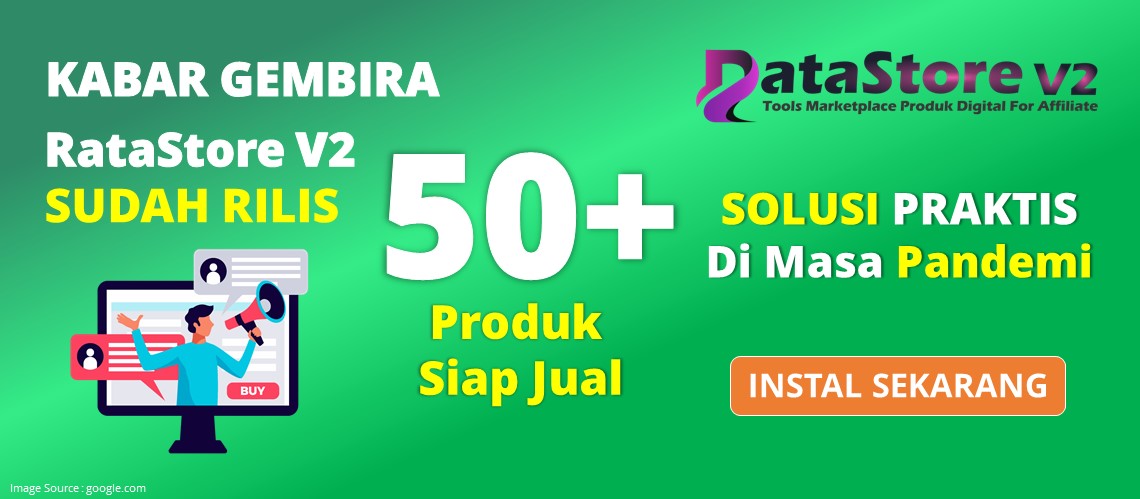 KABAR GEMBIRA
RataStore V2
SUDAH RILIS
BUY
50+
Produk
Siap Jual
RataStore V2
Tools Marketplace Produk Digital For Affiliate
SOLUSI PRAKTIS
Di Masa Pandemi
INSTAL SEKARANG
Image Source : google.com